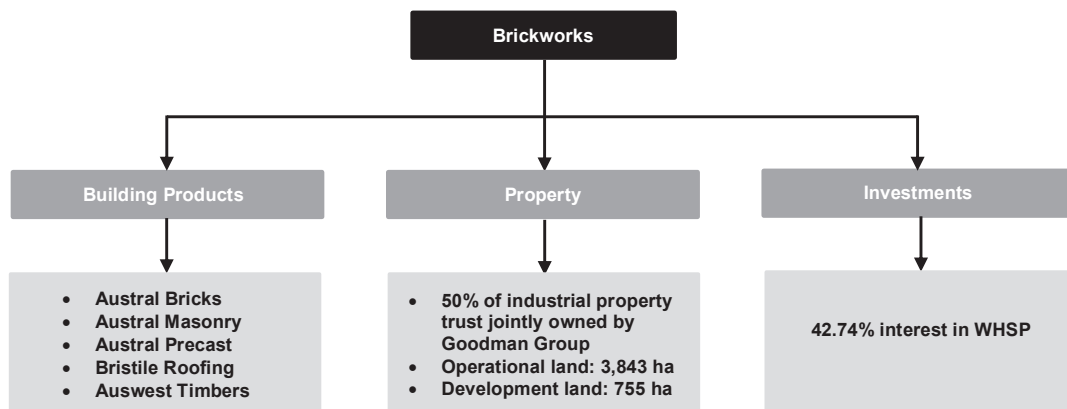 Brickworks
Building Products
Property
Investments
• Austral Bricks
• Austral Masonry
• Austral Precast
• Bristile Roofing
• Auswest Timbers
• 50% of industrial property
trust jointly owned by
Goodman Group
• Operational land: 3,843 ha
• Development land: 755 ha
42.74% interest in WHSP